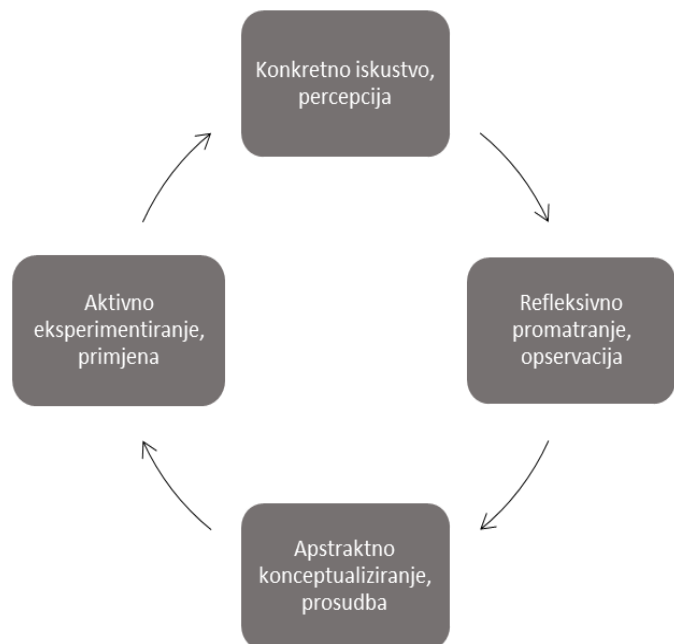 Konkretno iskustvo,
percepcija
Refleksivno
promatranje,
opservacija
Apstraktno
konceptualiziranje,
prosudba
Aktivno
eksperimentiranje,
primjena